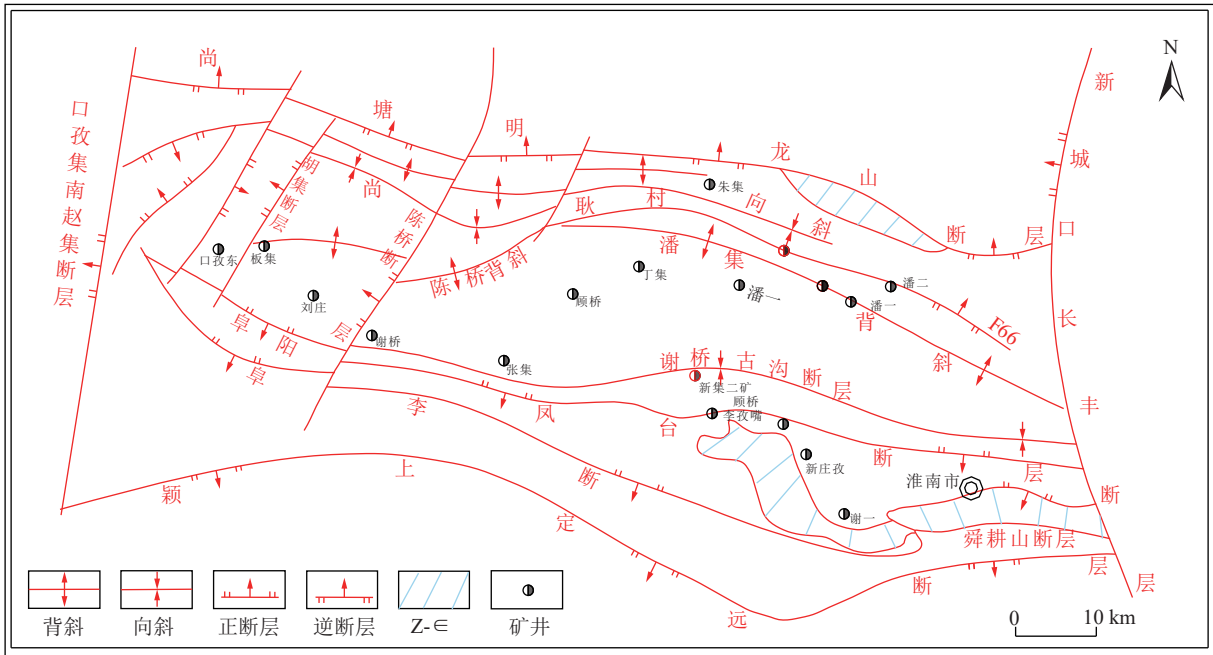 N
尚塘明龙山断层
口孜集南赵集断层
新城口长丰断层
胡集断层
尚
陈桥断层
耿村向斜
朱集
口孜东
板集
陈桥背斜
潘集背斜
丁集
潘一
潘二
潘一
刘庄
顾桥
F66
阜阳
谢桥
张集
谢桥古沟断层
新集二矿
阜
李
凤台断层
顾桥
李孜嘴
新庄孜
淮南市
谢一
舜耕山断层
颍上定远断层
断
层
背斜
向斜
正断层
逆断层
Z-∈
矿井
0 10 km